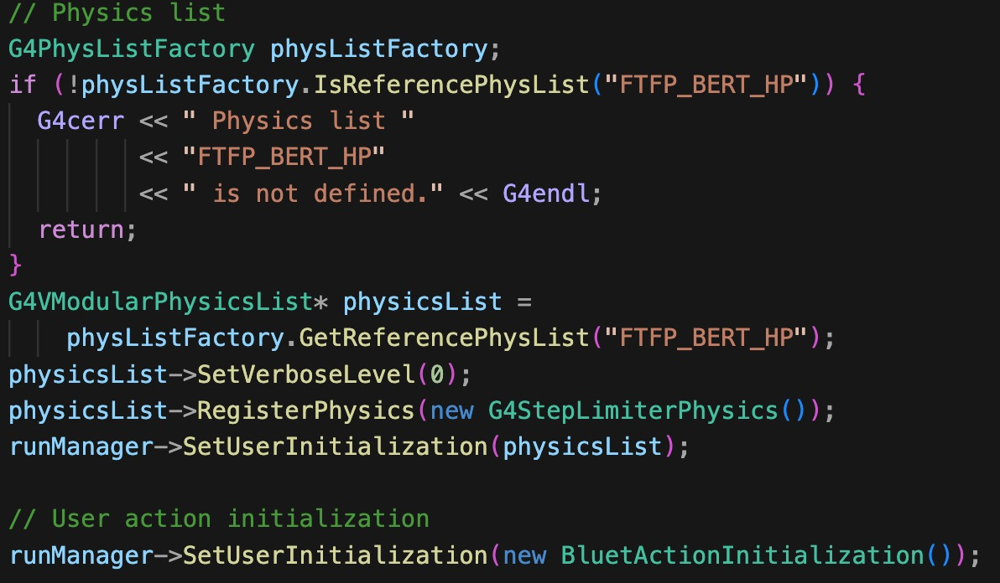 // Physics list
G4PhysListFactory physListFactory;
if (!physListFactory.IsReferencePhysList("FTFP_BERT_HP")) {
  G4cerr << " Physics list "
         << "FTFP_BERT_HP"
         << " is not defined." << G4endl;
  return;
}
G4VModularPhysicsList* physicsList =
    physListFactory.GetReferencePhysList("FTFP_BERT_HP");
physicsList->SetVerboseLevel(0);
physicsList->RegisterPhysics(new G4StepLimiterPhysics());
runManager->SetUserInitialization(physicsList);

// User action initialization
runManager->SetUserInitialization(new BluetActionInitialization());